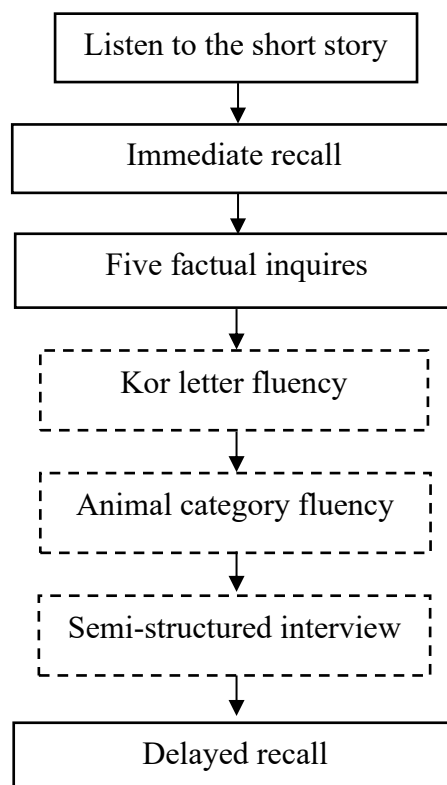 Listen to the short story
Immediate recall
Five factual inquires
Kor letter fluency
Animal category fluency
Semi-structured interview
Delayed recall